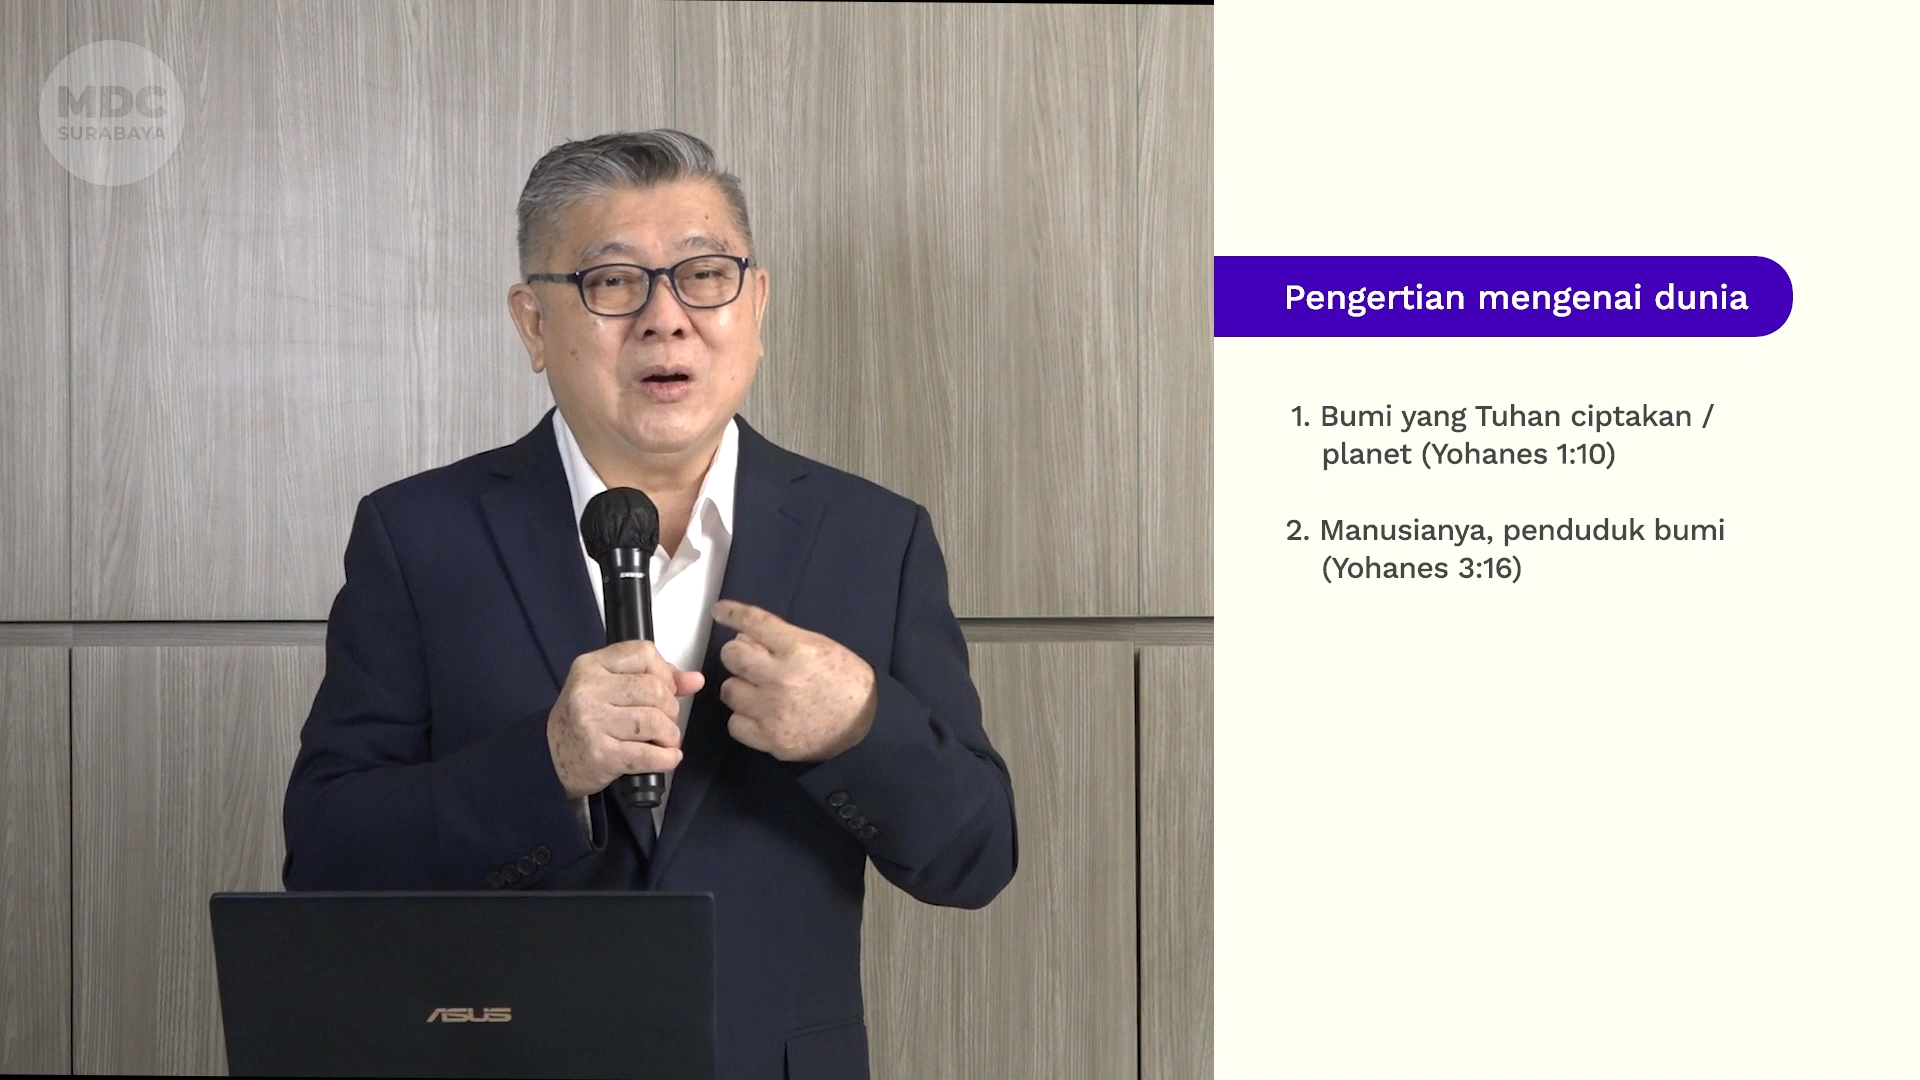 MDC
SURABAYA
Pengertian mengenai dunia
1. Bumi yang Tuhan ciptakan /
planet (Yohanes 1:10)
2. Manusianya, penduduk bumi
(Yohanes 3:16)
ASUS